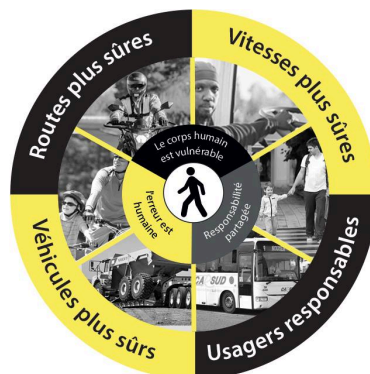 Routes plus sûres
Vitesses plus sûres
Le corps humain
est vulnérable
l'erreur est
humaine
Responsabilité
partagée
Véhicules plus sûrs
Usagers responsables
SUD